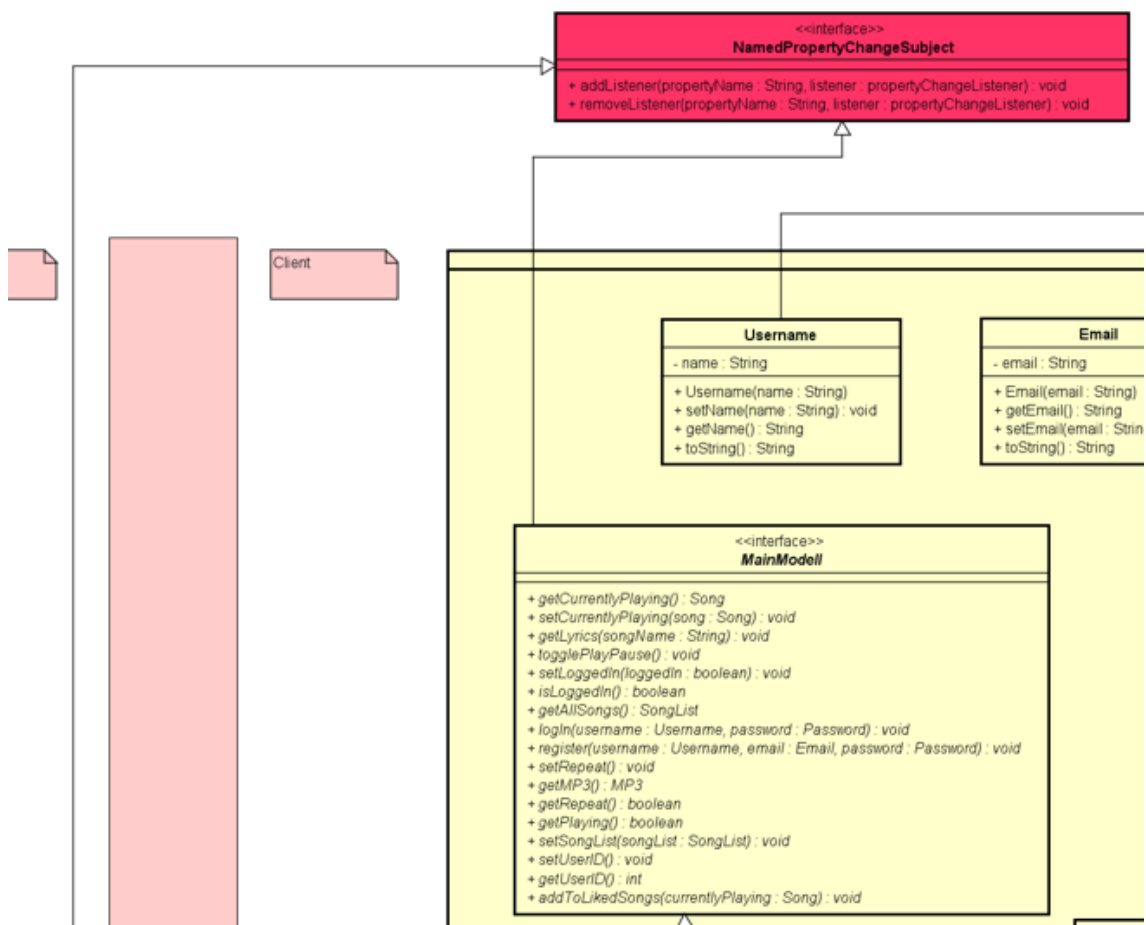 <<interface>>
NamedPropertyChangeSubject
+ addListener(propertyName : String, listener : propertyChangeListener) : void
+ removeListener(propertyName : String, listener : propertyChangeListener) : void
Client
Username
- name : String
+ Username(name : String)
+ setName(name : String) : void
+ getName() : String
+ toString() : String
Email
- email : String
+ Email(email : String)
+ getEmail() : String
+ setEmail(email : Strin
+ toString() : String
<<interface>>
MainModell
+ getCurrentlyPlaying() : Song
+ setCurrentlyPlaying(song : Song) : void
+ getLyrics(songName : String) : void
+ togglePlayPause() : void
+ setLoggedIn(loggedIn : boolean) : void
+ isLoggedIn() : boolean
+ getAllSongs() : SongList
+ logIn(username : Username, password : Password) : void
+ register(username : Username, email : Email, password : Password) : void
+ setRepeat() : void
+ getMP3() : MP3
+ getRepeat() : boolean
+ getPlaying() : boolean
+ setSongList(songList : SongList) : void
+ setUserID() : void
+ getUserID() : int
+ addToLikedSongs(currentlyPlaying : Song) : void